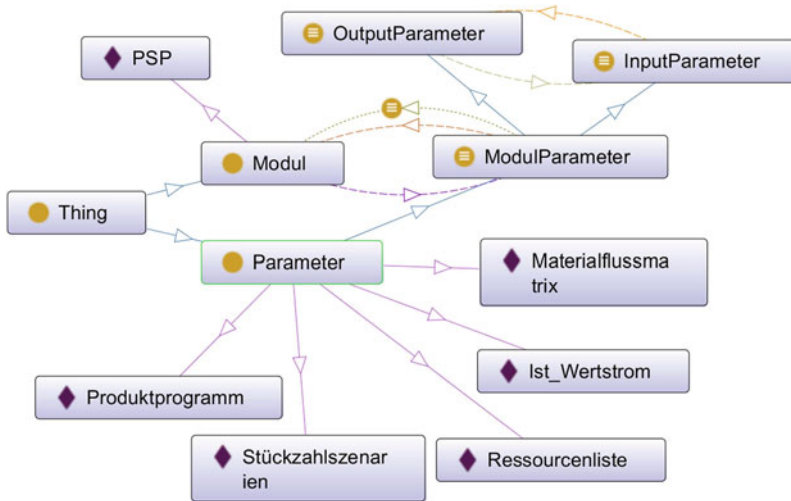 OutputParameter
PSP
InputParameter
Modul
ModulParameter
Thing
Parameter
Materialflussma
trix
Ist_Wertstrom
Produktprogramm
Stückzahlszenar
ien
Ressourcenliste